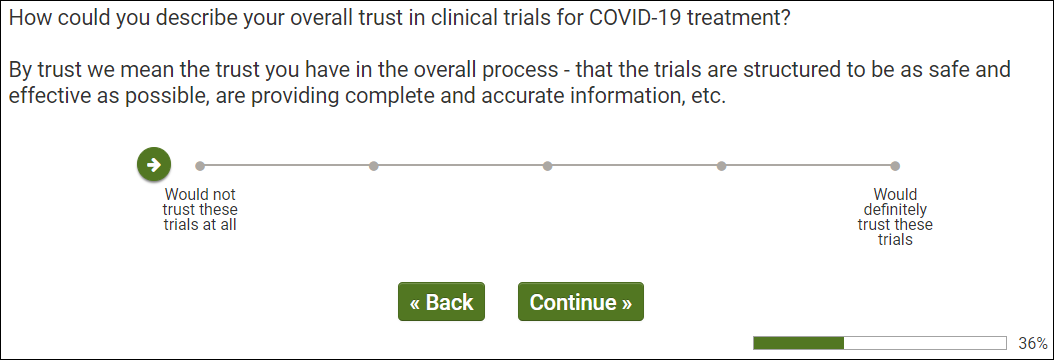 How could you describe your overall trust in clinical trials for COVID-19 treatment?
By trust we mean the trust you have in the overall process - that the trials are structured to be as safe and
effective as possible, are providing complete and accurate information, etc.
Would not
trust these
trials at all
Would
definitely
trust these
trials
« Back
Continue »
36%